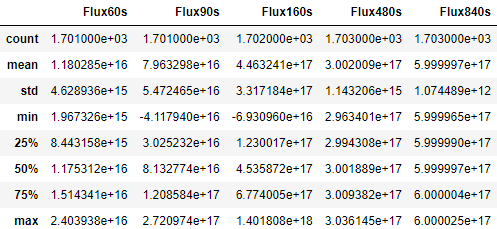 Flux60s Flux90s Flux160s Flux480s Flux840s
count 1.701000e+03 1.701000e+03 1.702000e+03 1.703000e+03 1.703000e+03
mean 1.180285e+16 7.963298e+16 4.463241e+17 3.002009e+17 5.999997e+17
std 4.628936e+15 5.472465e+16 3.317184e+17 1.143206e+15 1.074489e+12
min 1.967326e+15 -4.117940e+16 -6.930960e+16 2.963401e+17 5.999965e+17
25% 8.443158e+15 3.025232e+16 1.230017e+17 2.994308e+17 5.999990e+17
50% 1.175312e+16 8.132774e+16 4.535872e+17 3.001889e+17 5.999997e+17
75% 1.514341e+16 1.208584e+17 6.774005e+17 3.009382e+17 6.000004e+17
max 2.403938e+16 2.720974e+17 1.401808e+18 3.036145e+17 6.000025e+17